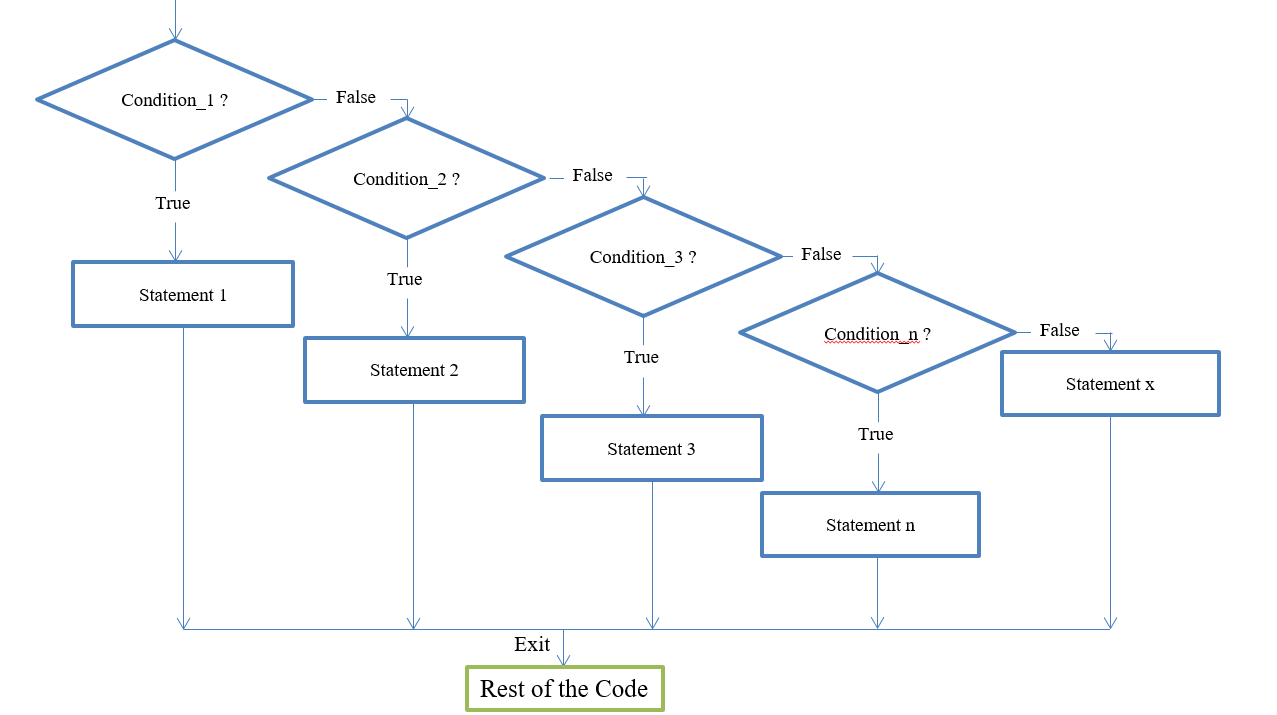 Condition_1 ?
False
Condition_2 ?
False
True
Condition_3 ?
False
True
Statement 1
Condition_n ?
False
True
Statement 2
Statement x
True
Statement 3
Statement n
Exit
Rest of the Code